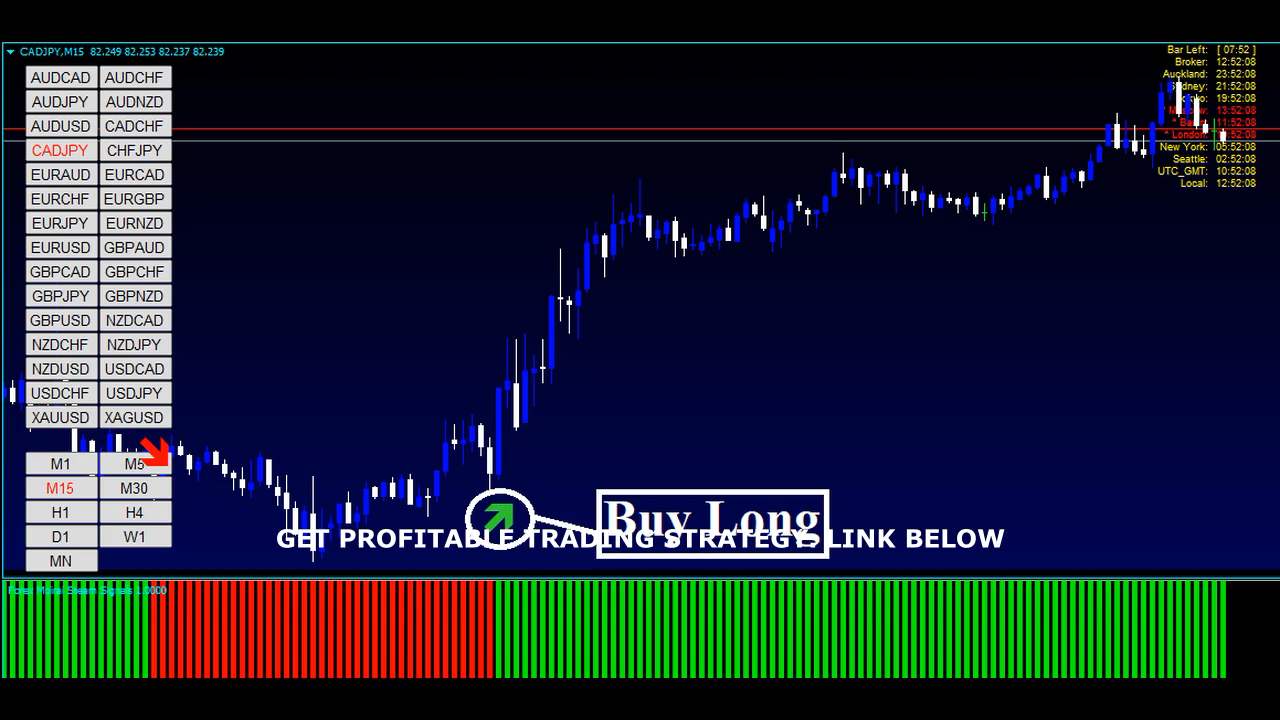 CADJPY,M15 82.249 82.253 82.237 82.239
Bar Left: [ 07:52 ]
Broker: 12:52:08
Auckland: 23:52:08
21:52:08
19:52:08
13:52:08
11:52:08
* London:
New York: 05:52:08
Seattle: 02:52:08
UTC_GMT: 10:52:08
Local: 12:52:08
AUDCAD AUDCHF
AUDJPY AUDNZD
AUDUSD CADCHF
CADJPY CHFJPY
EURAUD EURCAD
EURCHF EURGBP
EURJPY EURNZD
EURUSD GBPAUD
GBPCAD GBPCHF
GBPJPY GBPNZD
GBPUSD NZDCAD
NZDCHF NZDJPY
NZDUSD USDCAD
USDCHF USDJPY
XAUUSD XAGUSD
M1 M5
M15 M30
H1 H4
D1 W1
MN
Buy Long
GET PROFITABLE TRADING STRATEGY: LINK BELOW
Signals 1.0000